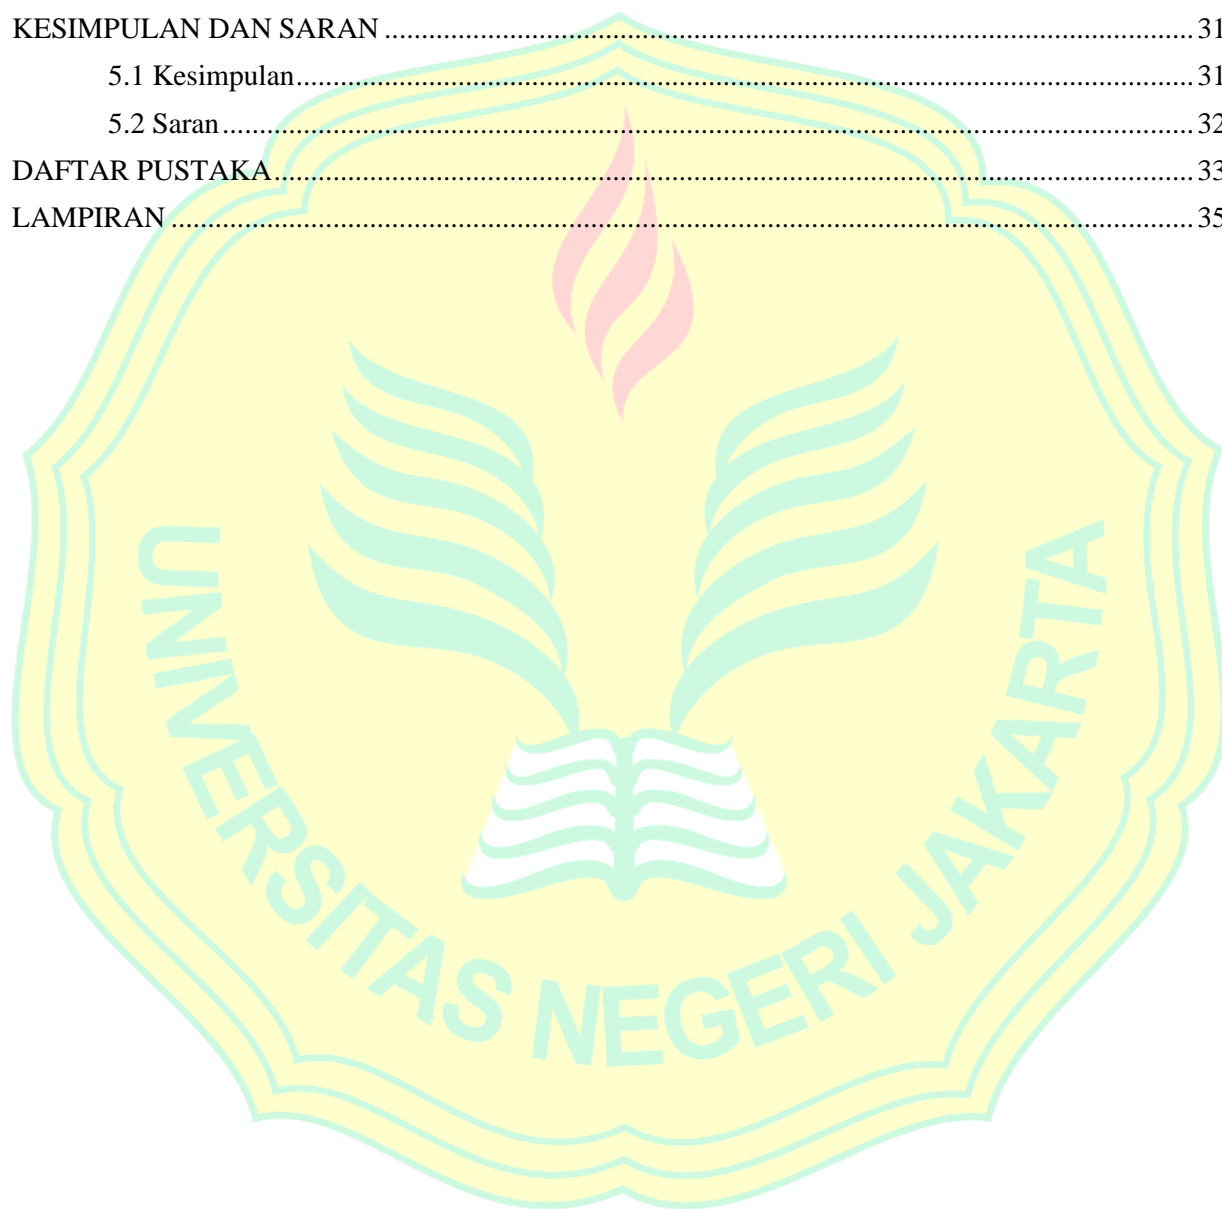 KESIMPULAN DAN SARAN ........................................................................................................... 31
5.1 Kesimpulan....................................................................................................................... 31
5.2 Saran ................................................................................................................................. 32
DAFTAR PUSTAKA.......................................................................................................................... 33
LAMPIRAN ........................................................................................................................................ 35
UNIVERSITAS NEGERI JAKARTA